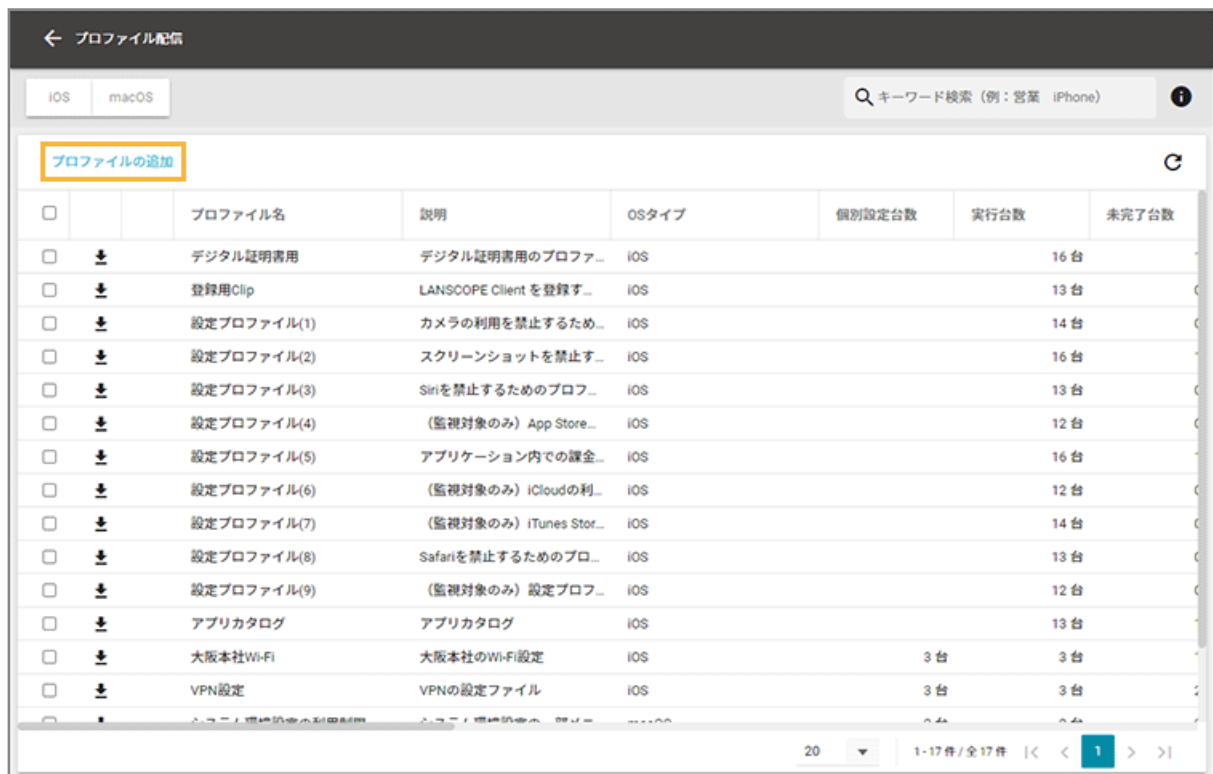 プロファイル配信
iOS macOS キーワード検索（例：営業 iPhone）
プロファイルの追加
プロファイル名 説明 OSタイプ 個別設定台数 実行台数 未完了台数
デジタル証明書用 デジタル証明書用のプロファ... iOS 16 台
登録用Clip LANSCOPE Client を登録す... iOS 13 台
設定プロファイル(1) カメラの利用を禁止するため... iOS 14 台
設定プロファイル(2) スクリーンショットを禁止す... iOS 16 台
設定プロファイル(3) Siriを禁止するためのプロフ... iOS 13 台
設定プロファイル(4) （監視対象のみ）App Store... iOS 12 台
設定プロファイル(5) アプリケーション内での課金... iOS 16 台
設定プロファイル(6) （監視対象のみ）iCloudの利... iOS 12 台
設定プロファイル(7) （監視対象のみ）iTunes Stor... iOS 14 台
設定プロファイル(8) Safariを禁止するためのプロ... iOS 13 台
設定プロファイル(9) （監視対象のみ）設定プロフ... iOS 12 台
アプリカタログ アプリカタログ iOS 13 台
大阪本社Wi-Fi 大阪本社のWi-Fi設定 iOS 3 台 3 台
VPN設定 VPNの設定ファイル iOS 3 台 3 台
20 1-17 件 / 全 17 件 1